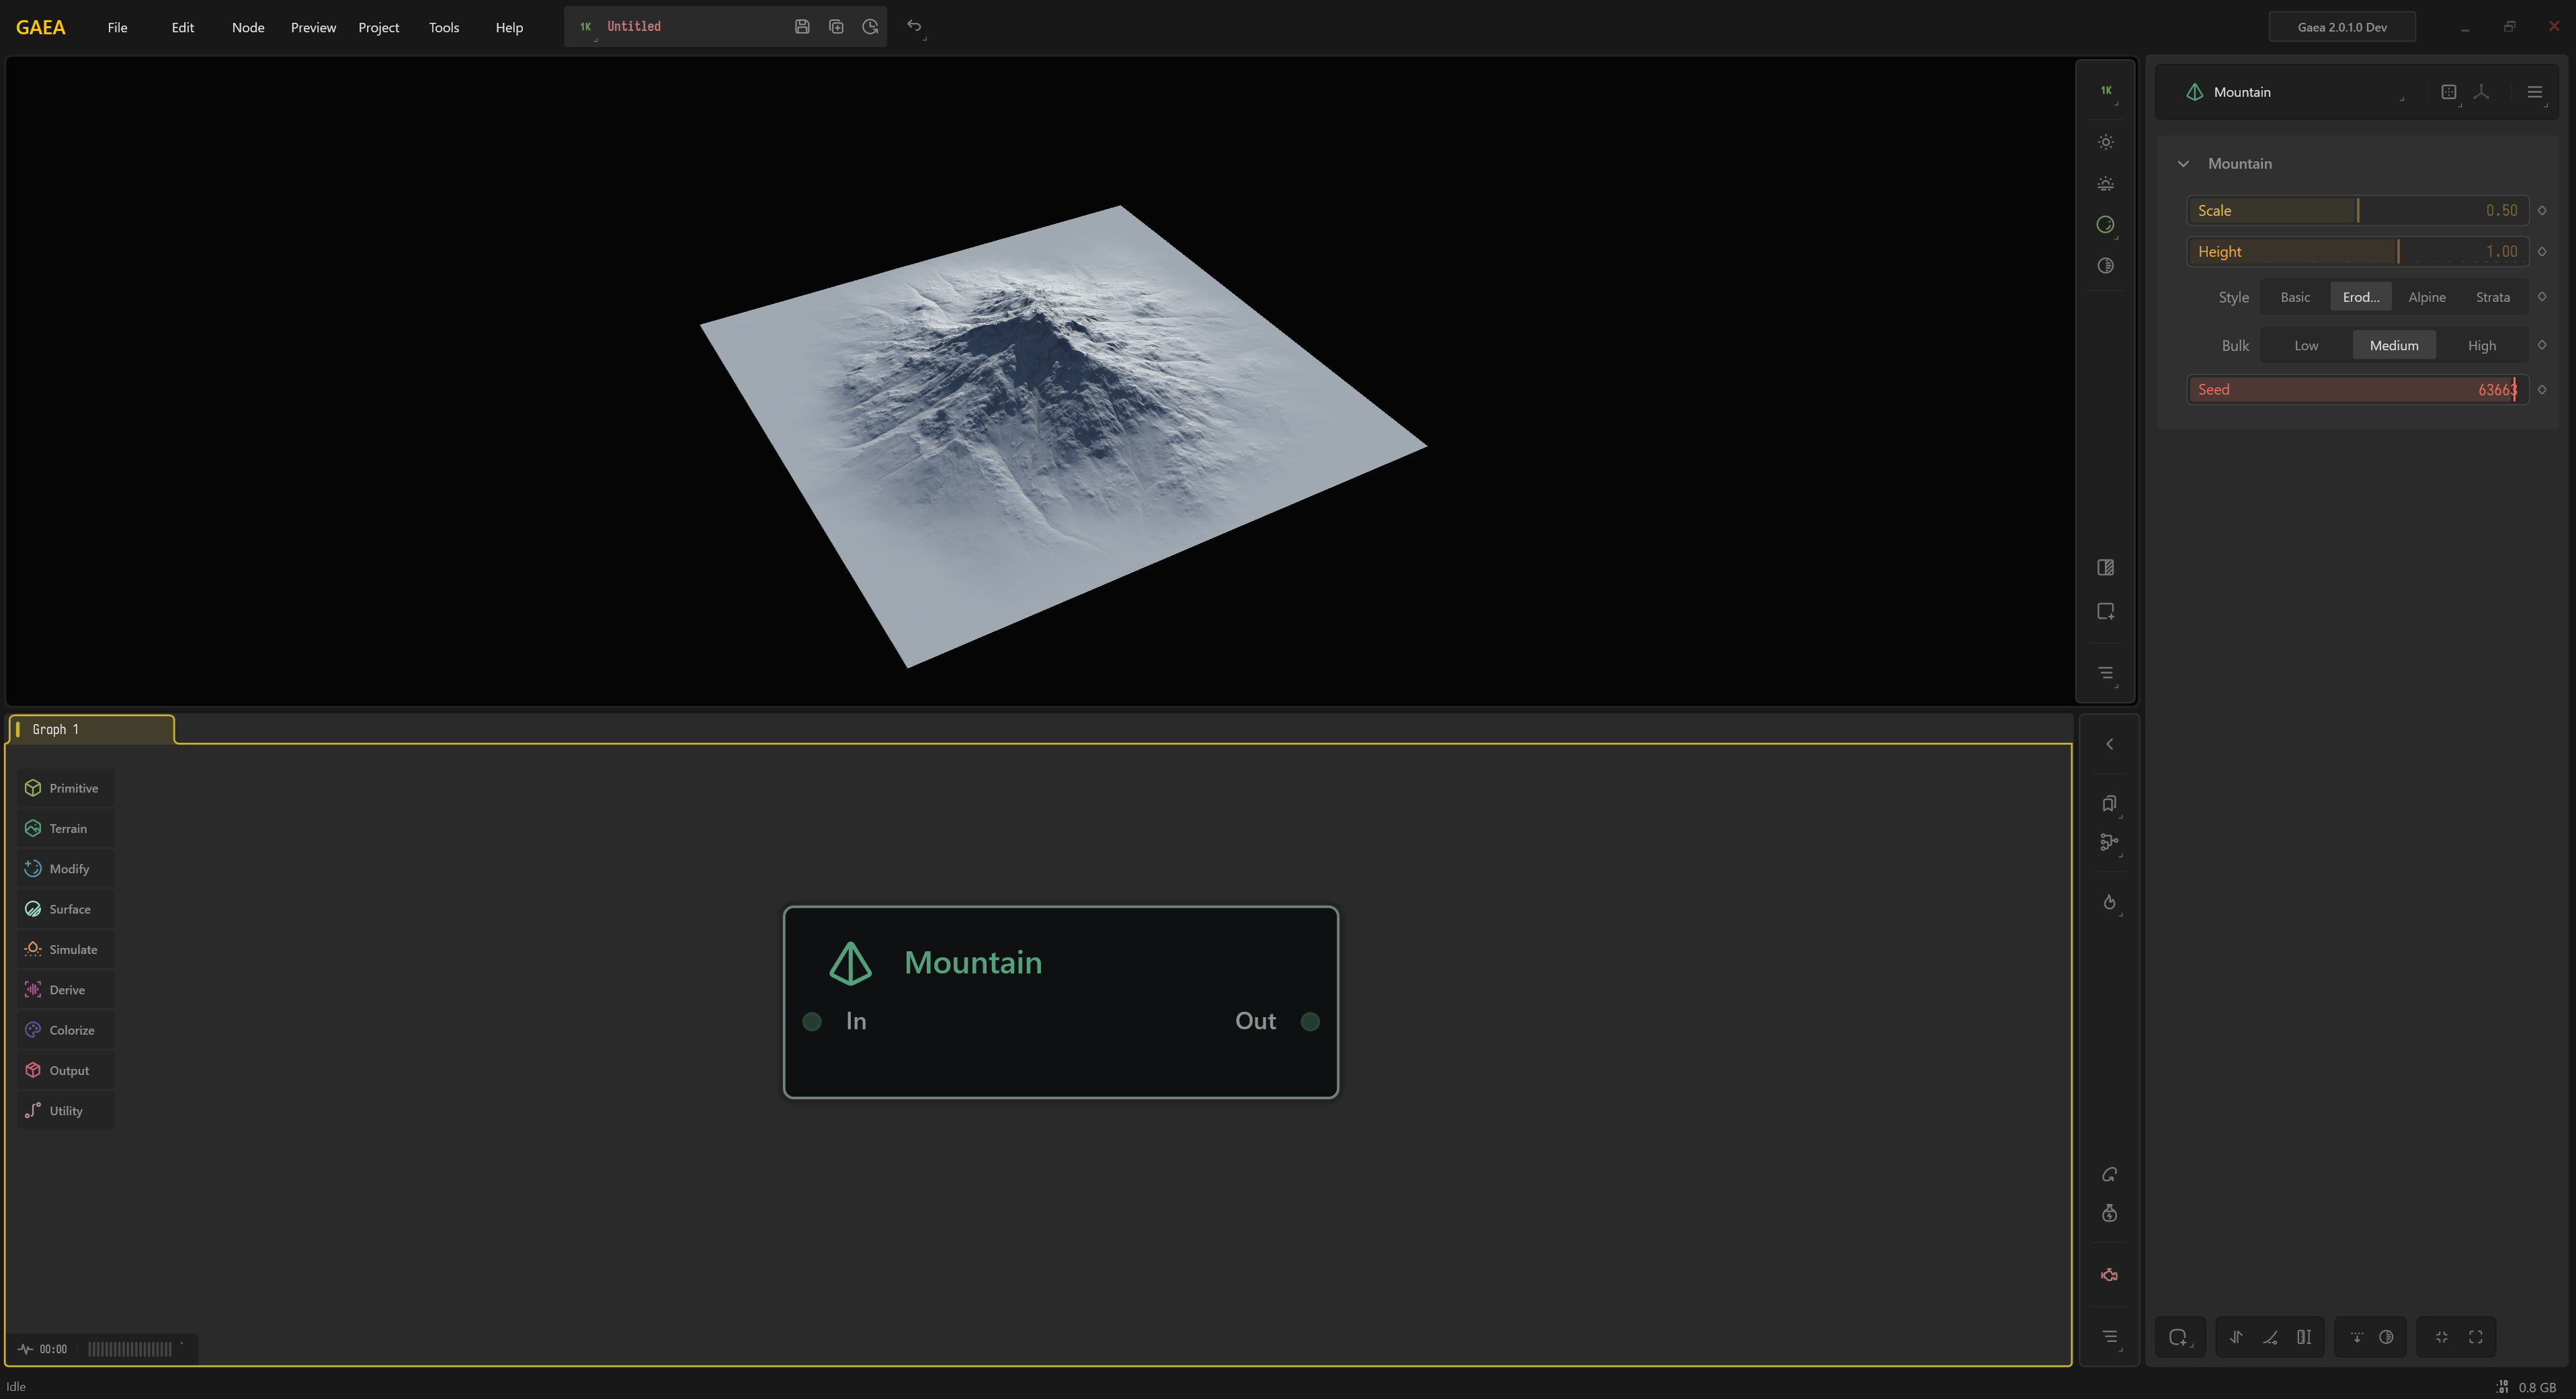 GAEA File Edit Node Preview Project Tools Help 1K Untitled Gaea 2.0.1.0 Dev
1K
Mountain
Mountain
Scale 0.50
Height 1.00
Style Basic Erod... Alpine Strata
Bulk Low Medium High
Seed 63663
Graph 1
Primitive
Terrain
Modify
Surface
Simulate
Derive
Colorize
Output
Utility
Mountain
In Out
00:00
Idle
0.8 GB